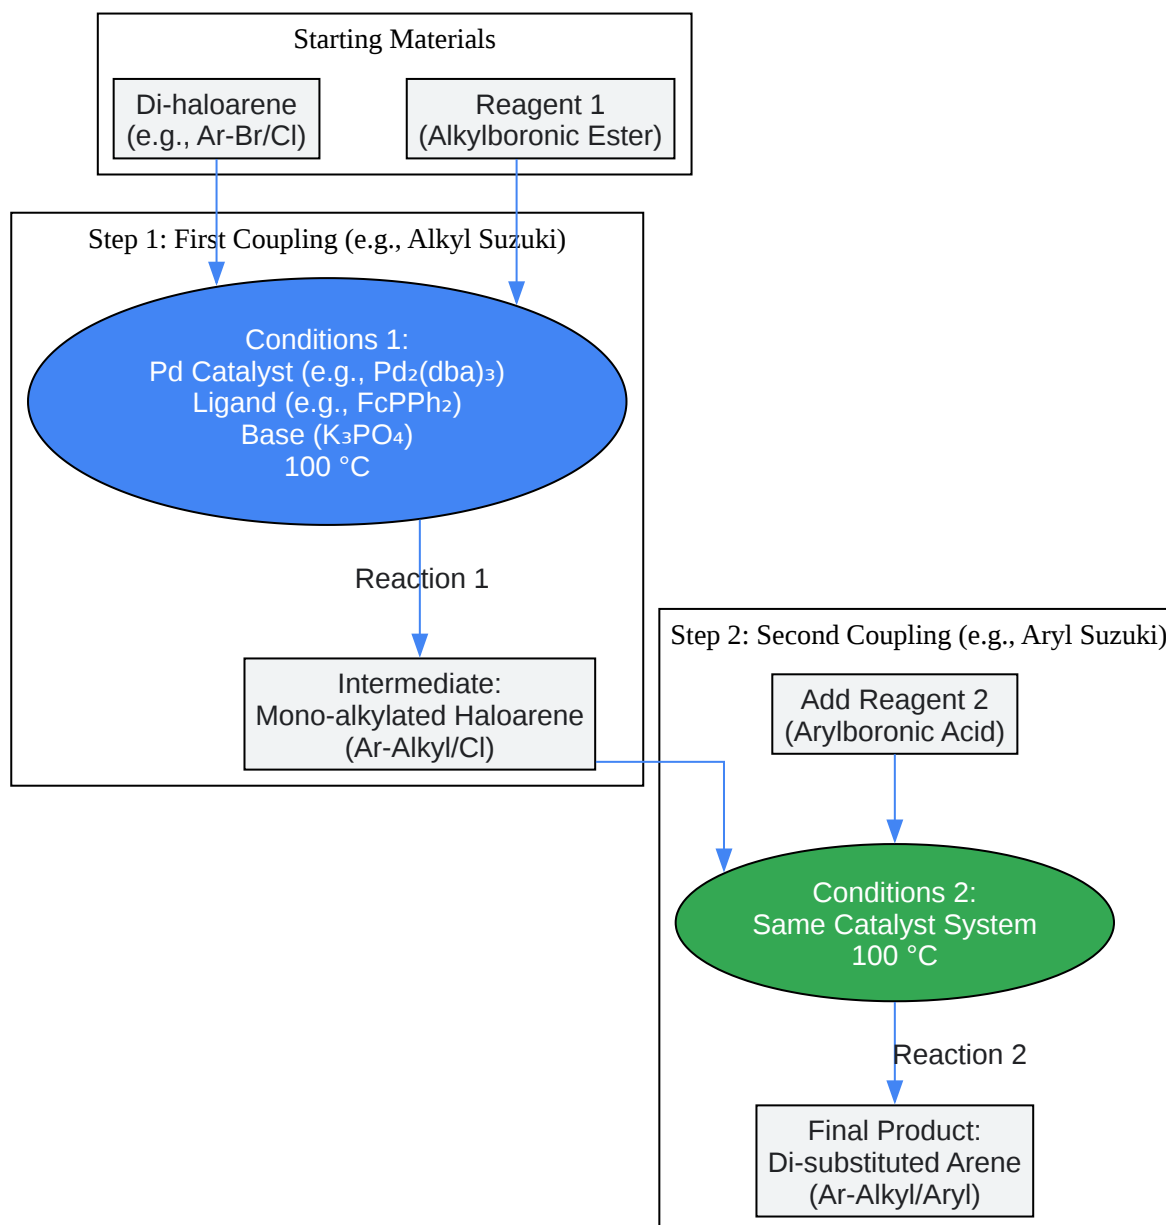 Starting Materials
Di-haloarene
(e.g., Ar-Br/Cl)
Reagent 1
(Alkylboronic Ester)
Step 1: First Coupling (e.g., Alkyl Suzuki)
Conditions 1:
Pd Catalyst (e.g., Pd₂(dba)₃)
Ligand (e.g., FcPPh₂)
Base (K₃PO₄)
100 °C
Reaction 1
Intermediate:
Mono-alkylated Haloarene
(Ar-Alkyl/Cl)
Step 2: Second Coupling (e.g., Aryl Suzuki)
Add Reagent 2
(Arylboronic Acid)
Conditions 2:
Same Catalyst System
100 °C
Reaction 2
Final Product:
Di-substituted Arene
(Ar-Alkyl/Aryl)